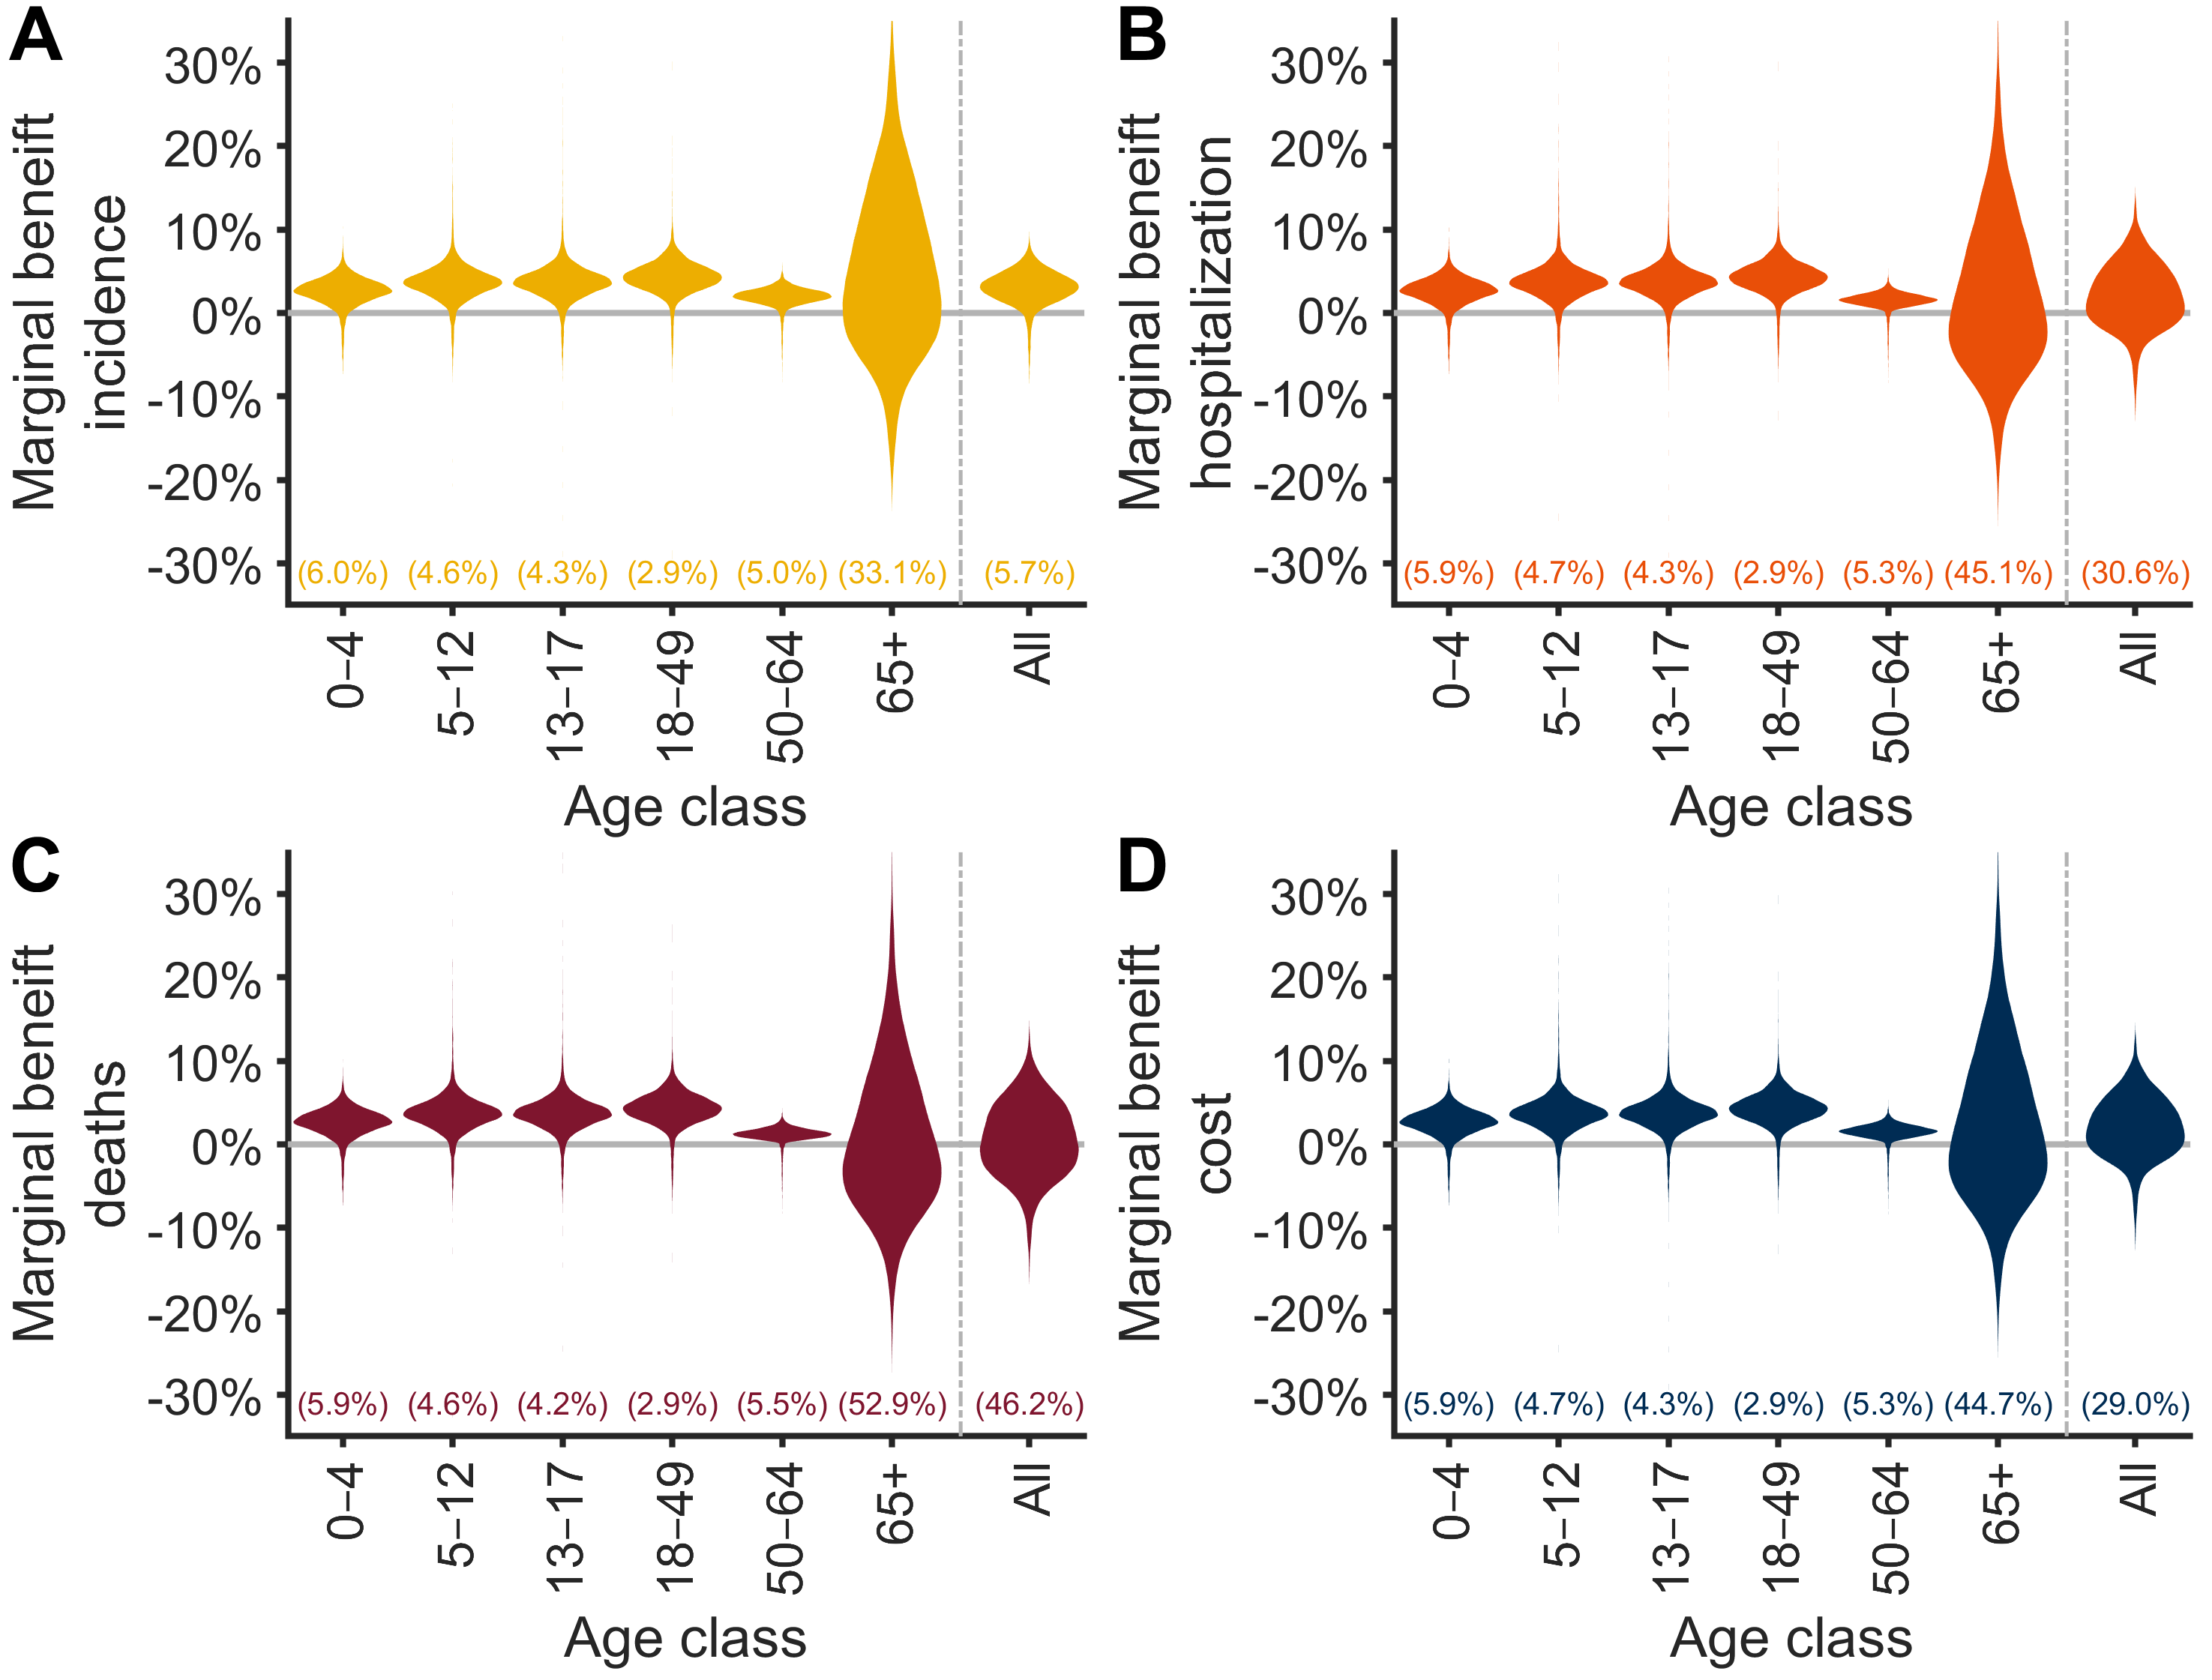 A
Marginal beneift
incidence
30%
20%
10%
0%
-10%
-20%
-30%
(6.0%) (4.6%) (4.3%) (2.9%) (5.0%) (33.1%) (5.7%)
0–4 5–12 13–17 18–49 50–64 65+ All
Age class
B
Marginal beneift
hospitalization
30%
20%
10%
0%
-10%
-20%
-30%
(5.9%) (4.7%) (4.3%) (2.9%) (5.3%) (45.1%) (30.6%)
0–4 5–12 13–17 18–49 50–64 65+ All
Age class
C
Marginal beneift
deaths
30%
20%
10%
0%
-10%
-20%
-30%
(5.9%) (4.6%) (4.2%) (2.9%) (5.5%) (52.9%) (46.2%)
0–4 5–12 13–17 18–49 50–64 65+ All
Age class
D
Marginal beneift
cost
30%
20%
10%
0%
-10%
-20%
-30%
(5.9%) (4.7%) (4.3%) (2.9%) (5.3%) (44.7%) (29.0%)
0–4 5–12 13–17 18–49 50–64 65+ All
Age class